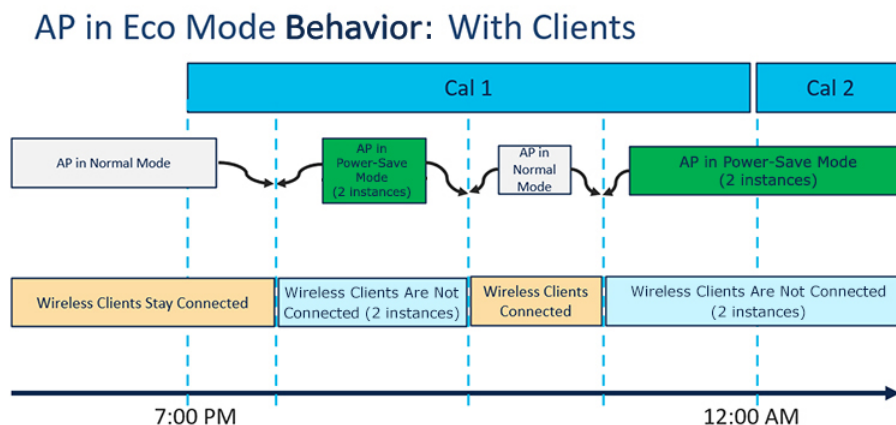 AP in Eco Mode Behavior: With Clients
Cal 1
Cal 2
AP in Normal Mode
AP in
Power-Save
Mode
(2 instances)
AP in
Normal
Mode
AP in Power-Save Mode
(2 instances)
Wireless Clients Stay Connected
Wireless Clients Are Not
Connected (2 instances)
Wireless Clients
Connected
Wireless Clients Are Not Connected
(2 instances)
7:00 PM
12:00 AM